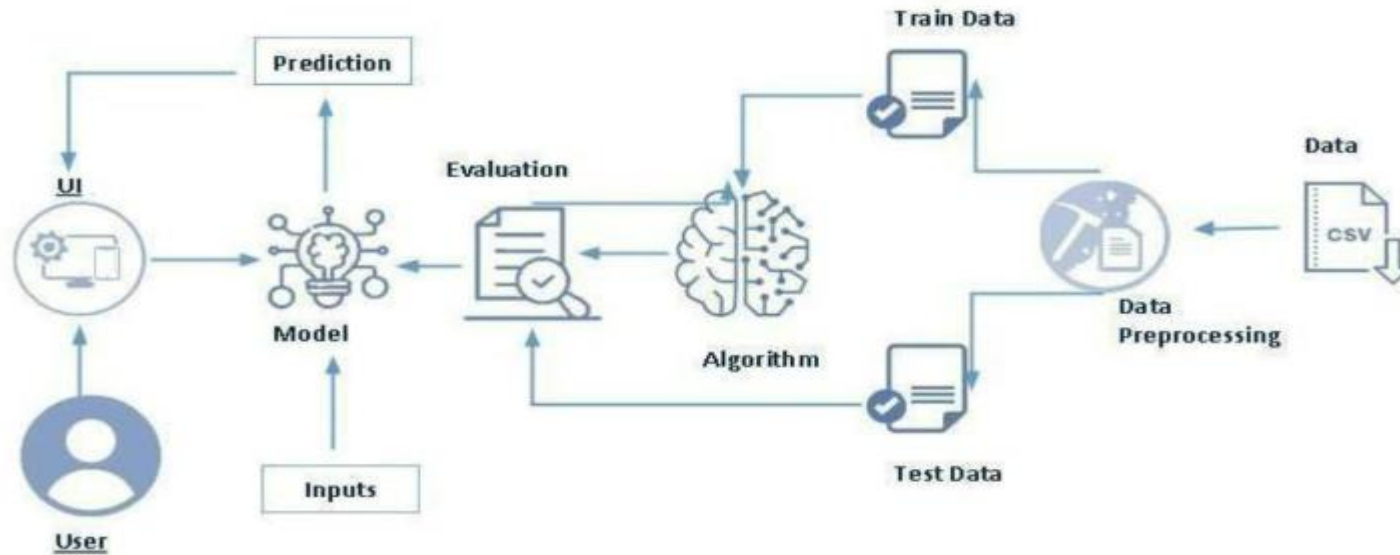 Train Data
Prediction
Data
Evaluation
UI
CSV
Data
Preprocessing
Model
Algorithm
Test Data
Inputs
User